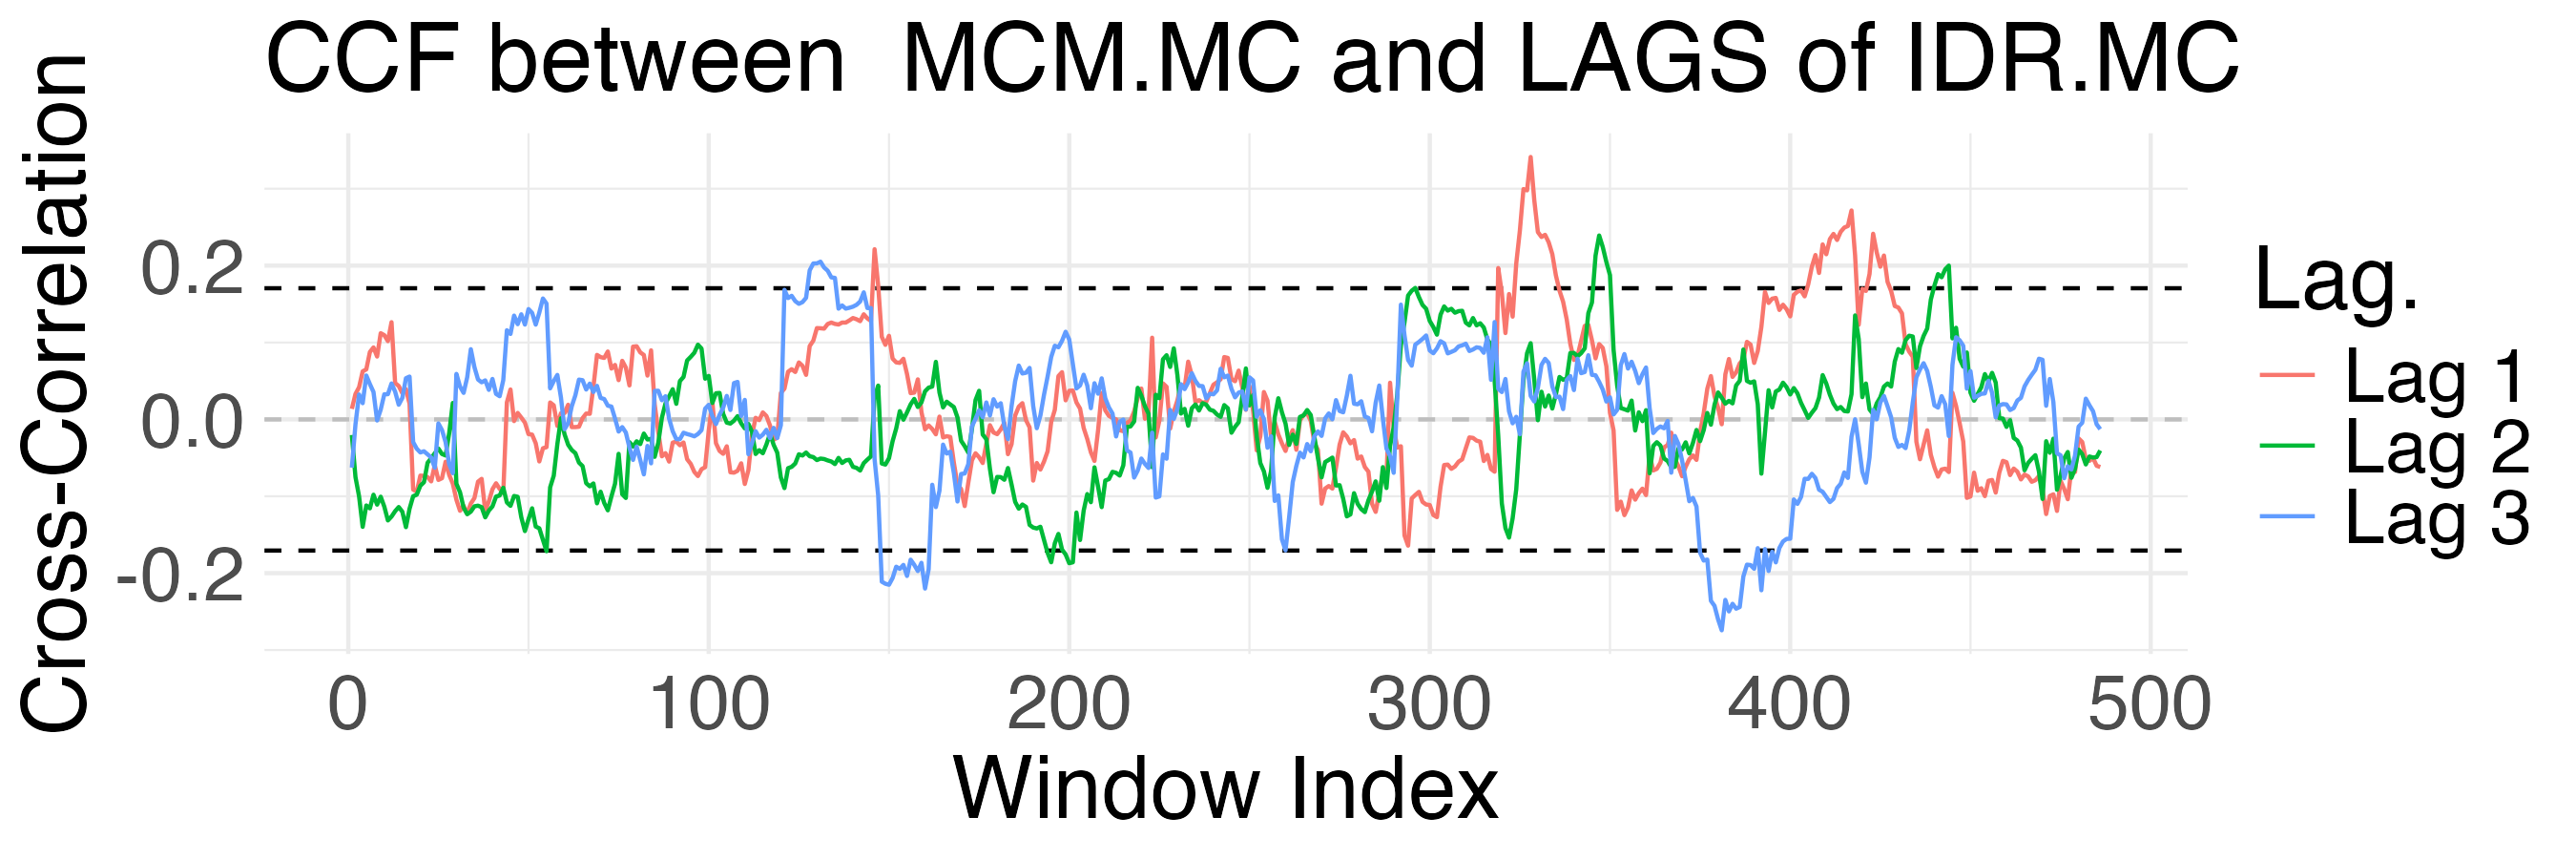 CCF between  MCM.MC and LAGS of IDR.MC
Cross-Correlation
0.2
0.0
-0.2
0 100 200 300 400 500
Window Index
Lag.
Lag 1
Lag 2
Lag 3